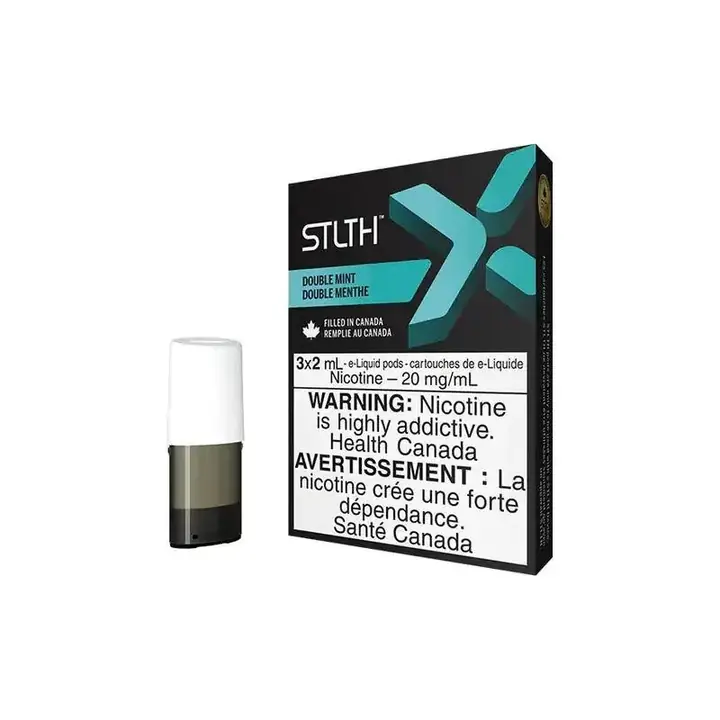 STLTH™
DOUBLE MINT
DOUBLE MENTHE
FILLED IN CANADA
REMPLIE AU CANADA
3x2 mL - e-Liquid pods - cartouches de e-Liquide
Nicotine – 20 mg/mL
WARNING: Nicotine
is highly addictive.
Health Canada
AVERTISSEMENT : La
nicotine crée une forte
dépendance.
Santé Canada